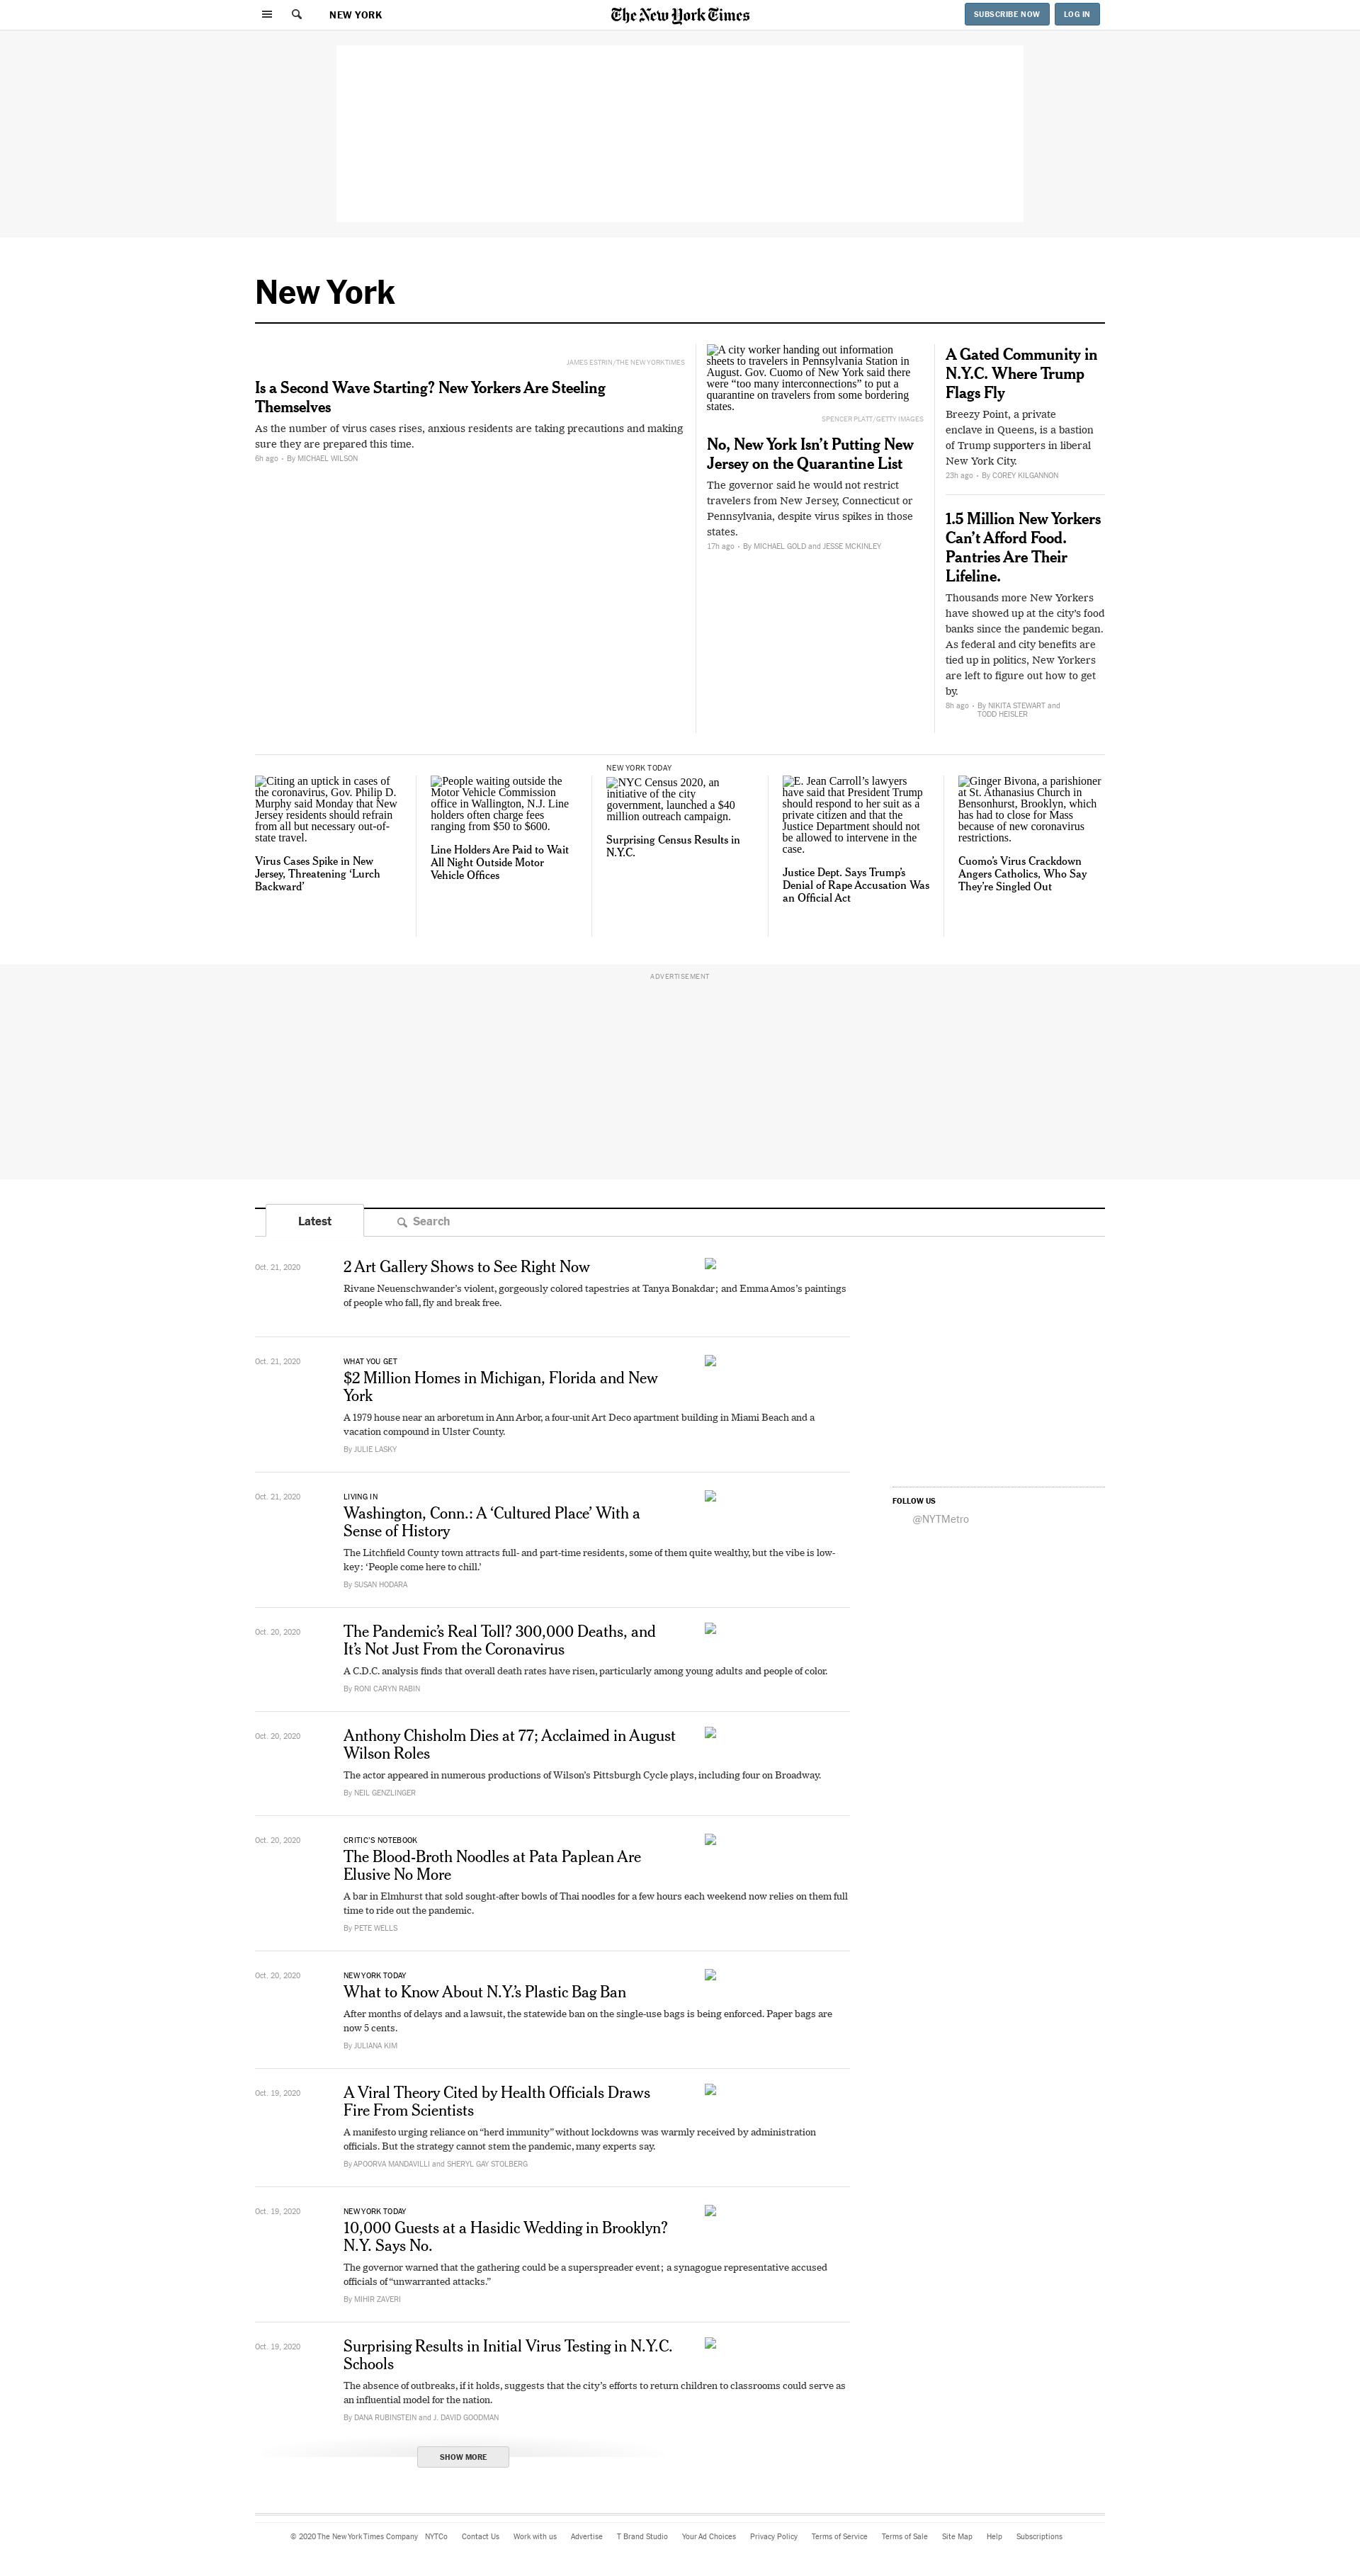 NEW YORK
The New York Times
SUBSCRIBE NOW
LOG IN
New York
JAMES ESTRIN/THE NEW YORK TIMES
Is a Second Wave Starting? New Yorkers Are Steeling
Themselves
As the number of virus cases rises, anxious residents are taking precautions and making
sure they are prepared this time.
6h ago • By MICHAEL WILSON
A city worker handing out information
sheets to travelers in Pennsylvania Station in
August. Gov. Cuomo of New York said there
were “too many interconnections” to put a
quarantine on travelers from some bordering
states.
SPENCER PLATT/GETTY IMAGES
No, New York Isn’t Putting New
Jersey on the Quarantine List
The governor said he would not restrict
travelers from New Jersey, Connecticut or
Pennsylvania, despite virus spikes in those
states.
17h ago • By MICHAEL GOLD and JESSE MCKINLEY
A Gated Community in
N.Y.C. Where Trump
Flags Fly
Breezy Point, a private
enclave in Queens, is a bastion
of Trump supporters in liberal
New York City.
23h ago • By COREY KILGANNON
1.5 Million New Yorkers
Can’t Afford Food.
Pantries Are Their
Lifeline.
Thousands more New Yorkers
have showed up at the city’s food
banks since the pandemic began.
As federal and city benefits are
tied up in politics, New Yorkers
are left to figure out how to get
by.
8h ago • By NIKITA STEWART and
TODD HEISLER
Citing an uptick in cases of
the coronavirus, Gov. Philip D.
Murphy said Monday that New
Jersey residents should refrain
from all but necessary out-of-
state travel.
Virus Cases Spike in New
Jersey, Threatening ‘Lurch
Backward’
People waiting outside the
Motor Vehicle Commission
office in Wallington, N.J. Line
holders often charge fees
ranging from $50 to $600.
Line Holders Are Paid to Wait
All Night Outside Motor
Vehicle Offices
NEW YORK TODAY
NYC Census 2020, an
initiative of the city
government, launched a $40
million outreach campaign.
Surprising Census Results in
N.Y.C.
E. Jean Carroll’s lawyers
have said that President Trump
should respond to her suit as a
private citizen and that the
Justice Department should not
be allowed to intervene in the
case.
Justice Dept. Says Trump’s
Denial of Rape Accusation Was
an Official Act
Ginger Bivona, a parishioner
at St. Athanasius Church in
Bensonhurst, Brooklyn, which
has had to close for Mass
because of new coronavirus
restrictions.
Cuomo’s Virus Crackdown
Angers Catholics, Who Say
They’re Singled Out
ADVERTISEMENT
Latest
Search
Oct. 21, 2020
2 Art Gallery Shows to See Right Now
Rivane Neuenschwander’s violent, gorgeously colored tapestries at Tanya Bonakdar; and Emma Amos’s paintings
of people who fall, fly and break free.
Oct. 21, 2020
WHAT YOU GET
$2 Million Homes in Michigan, Florida and New
York
A 1979 house near an arboretum in Ann Arbor, a four-unit Art Deco apartment building in Miami Beach and a
vacation compound in Ulster County.
By JULIE LASKY
Oct. 21, 2020
LIVING IN
Washington, Conn.: A ‘Cultured Place’ With a
Sense of History
The Litchfield County town attracts full- and part-time residents, some of them quite wealthy, but the vibe is low-
key: ‘People come here to chill.’
By SUSAN HODARA
FOLLOW US
@NYTMetro
Oct. 20, 2020
The Pandemic’s Real Toll? 300,000 Deaths, and
It’s Not Just From the Coronavirus
A C.D.C. analysis finds that overall death rates have risen, particularly among young adults and people of color.
By RONI CARYN RABIN
Oct. 20, 2020
Anthony Chisholm Dies at 77; Acclaimed in August
Wilson Roles
The actor appeared in numerous productions of Wilson’s Pittsburgh Cycle plays, including four on Broadway.
By NEIL GENZLINGER
Oct. 20, 2020
CRITIC’S NOTEBOOK
The Blood-Broth Noodles at Pata Paplean Are
Elusive No More
A bar in Elmhurst that sold sought-after bowls of Thai noodles for a few hours each weekend now relies on them full
time to ride out the pandemic.
By PETE WELLS
Oct. 20, 2020
NEW YORK TODAY
What to Know About N.Y.’s Plastic Bag Ban
After months of delays and a lawsuit, the statewide ban on the single-use bags is being enforced. Paper bags are
now 5 cents.
By JULIANA KIM
Oct. 19, 2020
A Viral Theory Cited by Health Officials Draws
Fire From Scientists
A manifesto urging reliance on “herd immunity” without lockdowns was warmly received by administration
officials. But the strategy cannot stem the pandemic, many experts say.
By APOORVA MANDAVILLI and SHERYL GAY STOLBERG
Oct. 19, 2020
NEW YORK TODAY
10,000 Guests at a Hasidic Wedding in Brooklyn?
N.Y. Says No.
The governor warned that the gathering could be a superspreader event; a synagogue representative accused
officials of “unwarranted attacks.”
By MIHIR ZAVERI
Oct. 19, 2020
Surprising Results in Initial Virus Testing in N.Y.C.
Schools
The absence of outbreaks, if it holds, suggests that the city’s efforts to return children to classrooms could serve as
an influential model for the nation.
By DANA RUBINSTEIN and J. DAVID GOODMAN
SHOW MORE
© 2020 The New York Times Company NYTCo Contact Us Work with us Advertise T Brand Studio Your Ad Choices Privacy Policy Terms of Service Terms of Sale Site Map Help Subscriptions